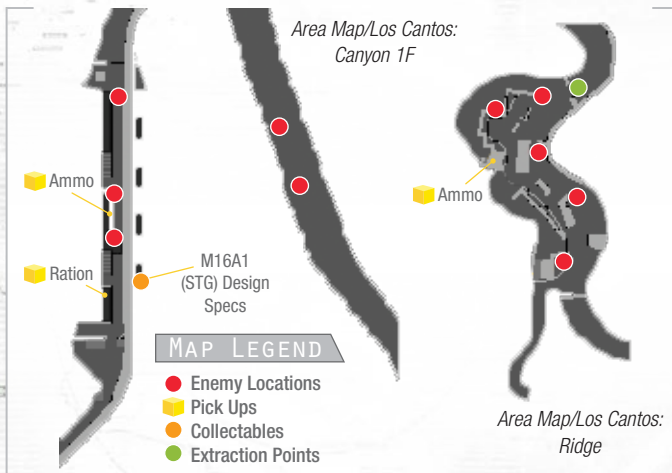 Area Map/Los Cantos:
Canyon 1F
Ammo
Ration
M16A1
(STG) Design
Specs
Ammo
MAP LEGEND
Enemy Locations
Pick Ups
Collectables
Extraction Points
Area Map/Los Cantos:
Ridge